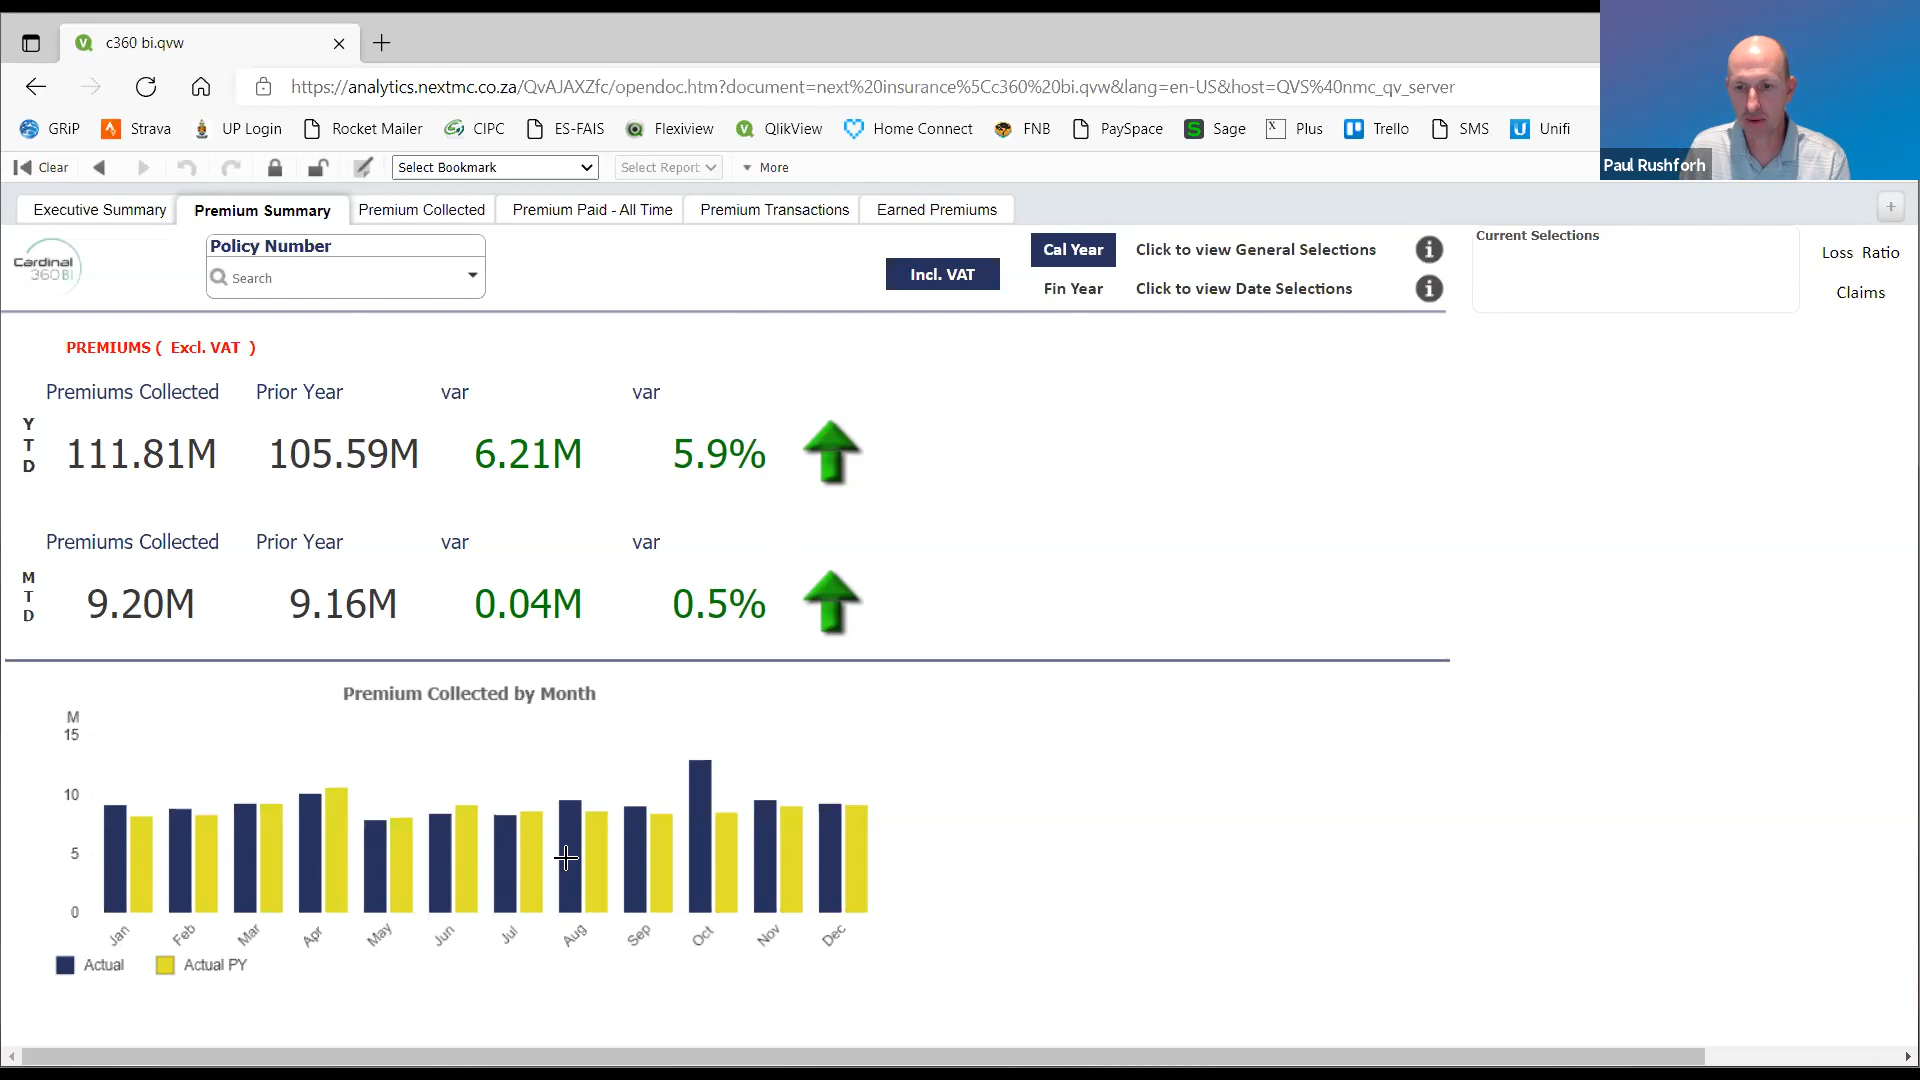 c360 bi.qvw
https://analytics.nextmc.co.za/QvAJAXZfc/opendoc.htm?document=next%20insurance%5Cc360%20bi.qvw&lang=en-US&host=QVS%40nmc_qv_server
GRiP Strava UP Login Rocket Mailer CIPC ES-FAIS Flexiview QlikView Home Connect FNB PaySpace Sage Plus Trello SMS Unifi
Paul Rushforh
Clear Select Bookmark Select Report More
Executive Summary Premium Summary Premium Collected Premium Paid - All Time Premium Transactions Earned Premiums
Cardinal
360BI
Policy Number
Search
Incl. VAT
Cal Year Click to view General Selections
Fin Year Click to view Date Selections
Current Selections
Loss Ratio
Claims
PREMIUMS ( Excl. VAT )
Premiums Collected Prior Year var var
YTD
111.81M 105.59M 6.21M 5.9%
Premiums Collected Prior Year var var
MTD
9.20M 9.16M 0.04M 0.5%
Premium Collected by Month
M
15
10
5
0
Jan Feb Mar Apr May Jun Jul Aug Sep Oct Nov Dec
Actual Actual PY